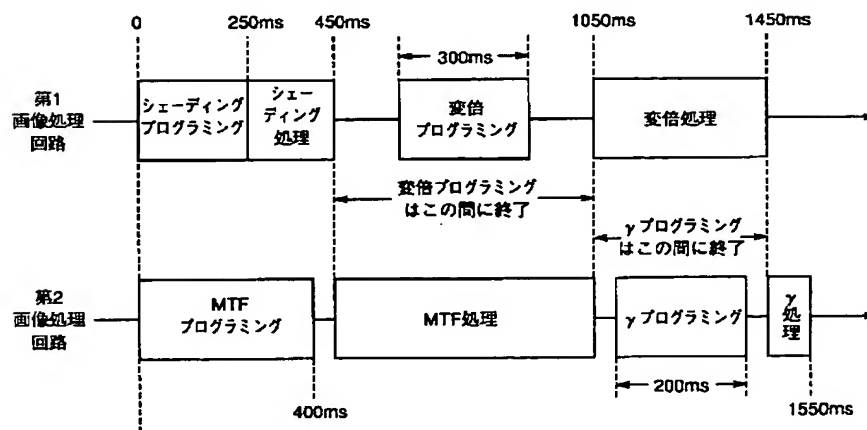 0
250ms
450ms
1050ms
1450ms
300ms
第1
画像処理
回路
シェーディング
プログラミング
シェー
ディング
処理
変倍
プログラミング
変倍処理
変倍プログラミング
はこの間に終了
γプログラミング
はこの間に終了
第2
画像処理
回路
MTF
プログラミング
MTF処理
γプログラミング
γ
処
理
200ms
400ms
1550ms